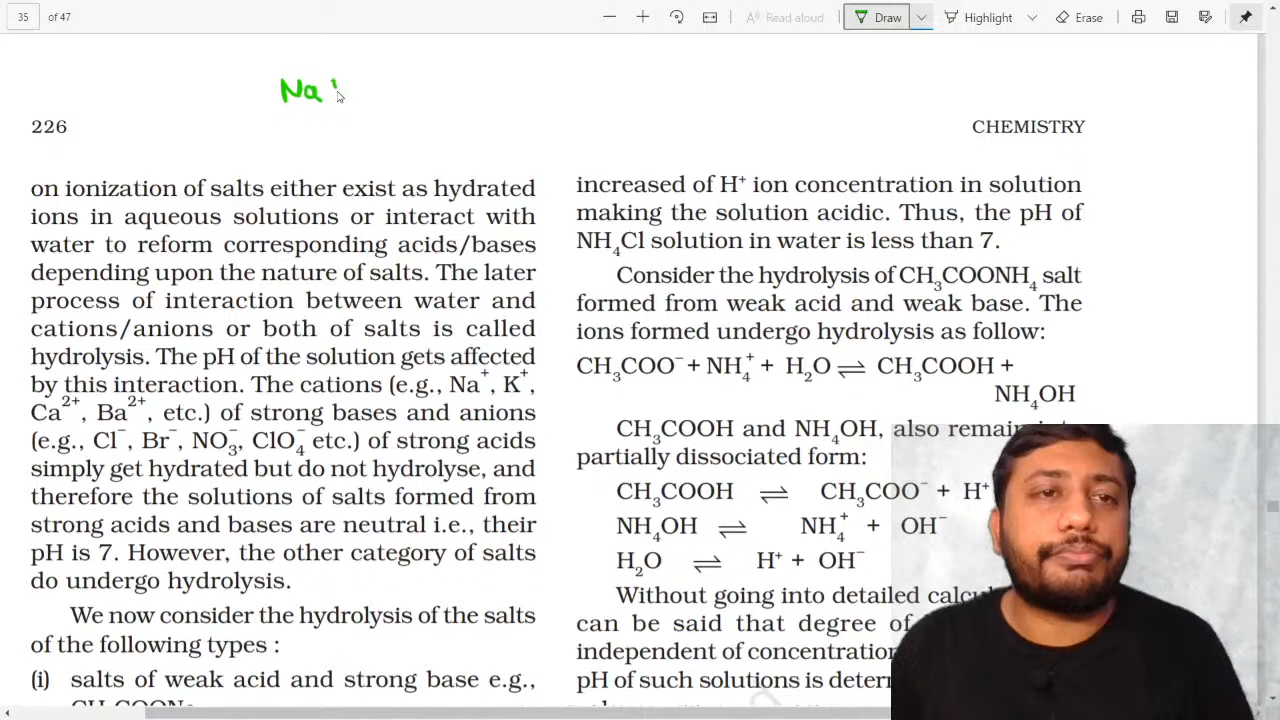 35 of 47 Read aloud Draw Highlight Erase
Na
226 CHEMISTRY
on ionization of salts either exist as hydrated
ions in aqueous solutions or interact with
water to reform corresponding acids/bases
depending upon the nature of salts. The later
process of interaction between water and
cations/anions or both of salts is called
hydrolysis. The pH of the solution gets affected
by this interaction. The cations (e.g., Na⁺, K⁺,
Ca²⁺, Ba²⁺, etc.) of strong bases and anions
(e.g., Cl⁻, Br⁻, NO₃⁻, ClO₄⁻ etc.) of strong acids
simply get hydrated but do not hydrolyse, and
therefore the solutions of salts formed from
strong acids and bases are neutral i.e., their
pH is 7. However, the other category of salts
do undergo hydrolysis.
We now consider the hydrolysis of the salts
of the following types :
(i) salts of weak acid and strong base e.g.,
CH₃COONa
increased of H⁺ ion concentration in solution
making the solution acidic. Thus, the pH of
NH₄Cl solution in water is less than 7.
Consider the hydrolysis of CH₃COONH₄ salt
formed from weak acid and weak base. The
ions formed undergo hydrolysis as follow:
CH₃COO⁻ + NH₄⁺ + H₂O ⇌ CH₃COOH +
NH₄OH
CH₃COOH and NH₄OH, also remain
partially dissociated form:
CH₃COOH ⇌ CH₃COO⁻ + H⁺
NH₄OH ⇌ NH₄⁺ + OH⁻
H₂O ⇌ H⁺ + OH⁻
Without going into detailed
can be said that degree of
independent of
pH of such solutions is